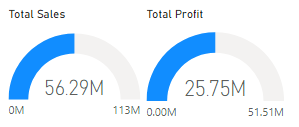 Total Sales
Total Profit
56.29M
25.75M
0M
113M
0.00M
51.51M